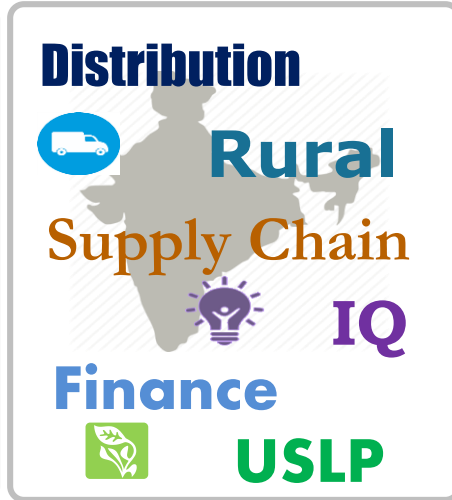 Distribution
Rural
Supply Chain
IQ
Finance
USLP